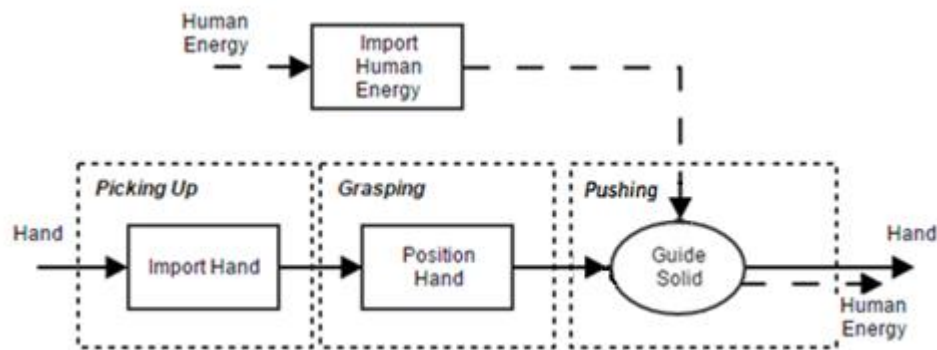 Human
Energy
Import
Human
Energy
Picking Up
Grasping
Pushing
Hand
Import Hand
Position
Hand
Guide
Solid
Hand
Human
Energy